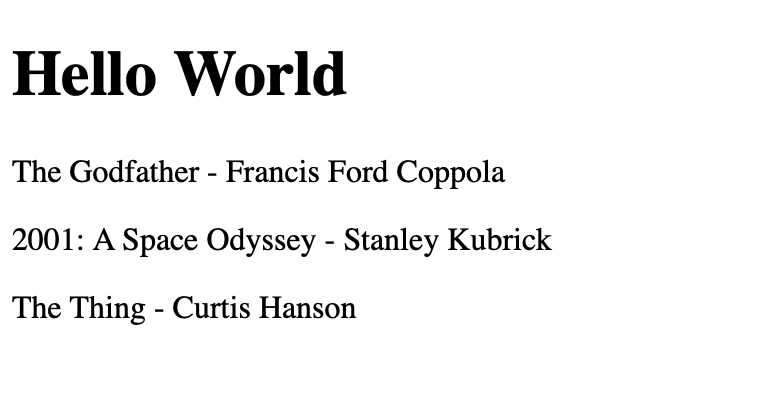 Hello World
The Godfather - Francis Ford Coppola
2001: A Space Odyssey - Stanley Kubrick
The Thing - Curtis Hanson